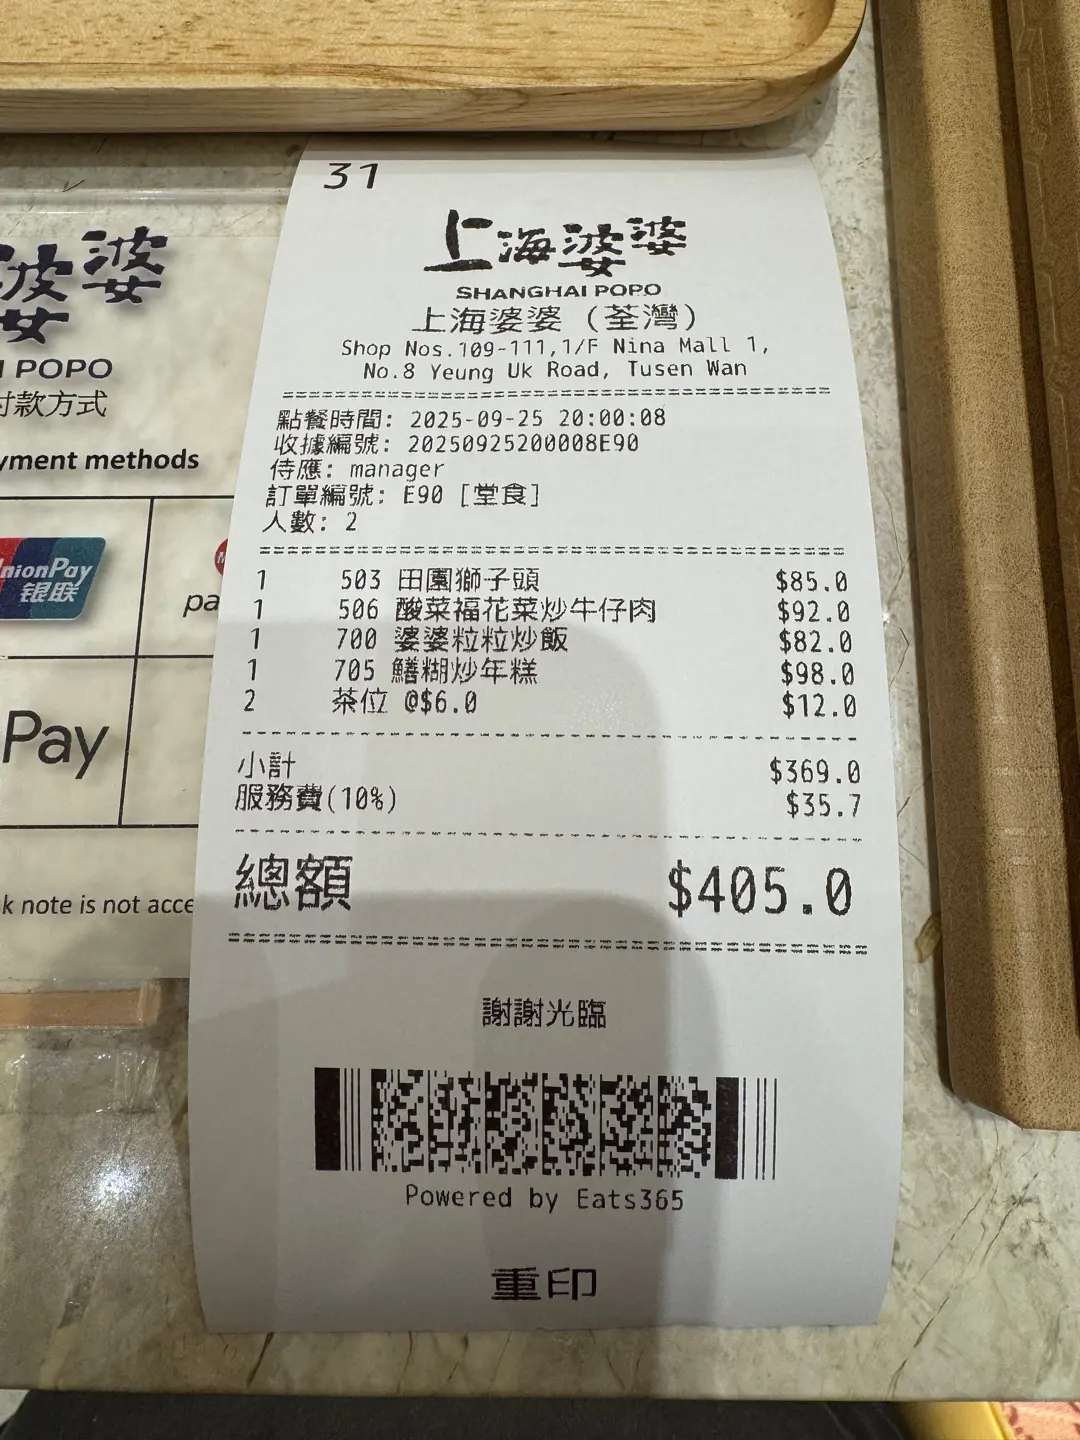 31
上海婆婆
SHANGHAI POPO
上海婆婆 (荃灣)
Shop Nos.109-111,1/F Nina Mall 1,
No.8 Yeung Uk Road, Tusen Wan
點餐時間: 2025-09-25 20:00:08
收據編號: 20250925200008E90
侍應: manager
訂單編號: E90 [堂食]
人數: 2
1 503 田園獅子頭 $85.0
1 506 酸菜福花菜炒牛仔肉 $92.0
1 700 婆婆粒粒炒飯 $82.0
1 705 鱔糊炒年糕 $98.0
2 茶位 @$6.0 $12.0
小計 $369.0
服務費(10%) $35.7
總額 $405.0
謝謝光臨
Powered by Eats365
重印
婆婆
I POPO
付款方式
yment methods
nionPay
银联
pa
Pay
k note is not acce